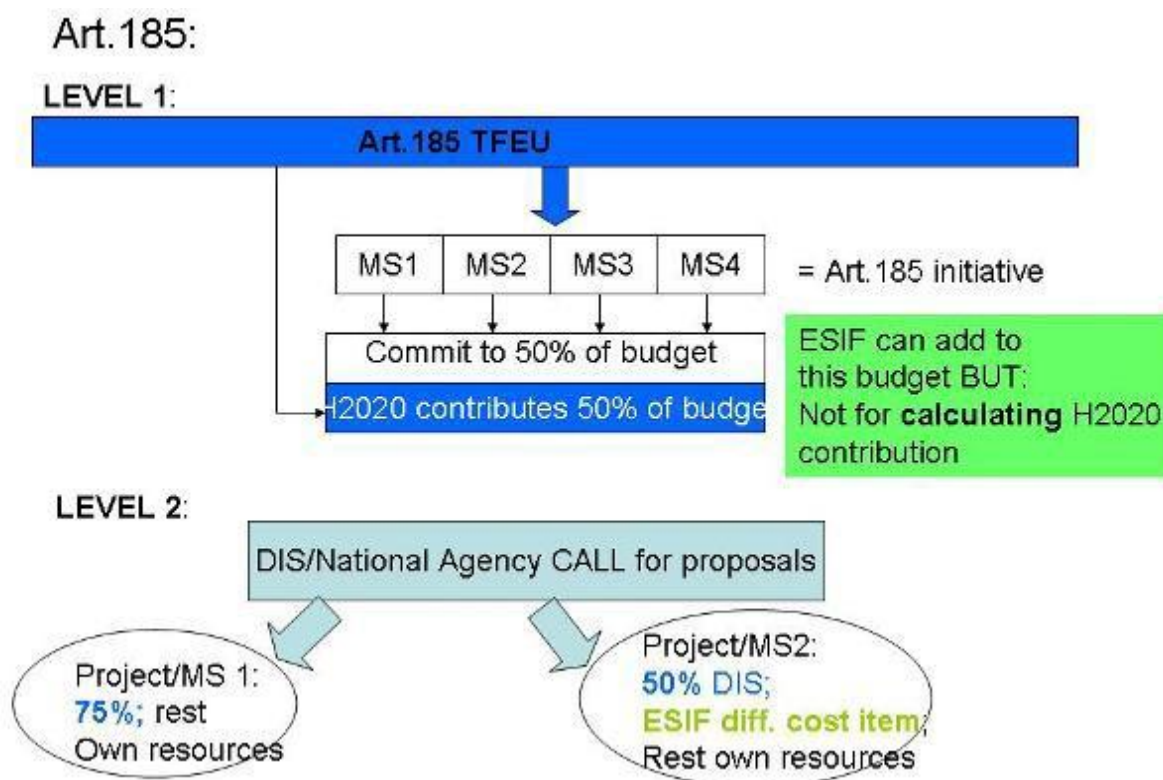 Art.185:
LEVEL 1:
Art.185 TFEU
MS1 MS2 MS3 MS4
= Art.185 initiative
Commit to 50% of budget
H2020 contributes 50% of budge
ESIF can add to
this budget BUT:
Not for calculating H2020
contribution
LEVEL 2:
DIS/National Agency CALL for proposals
Project/MS 1:
75%; rest
Own resources
Project/MS2:
50% DIS;
ESIF diff. cost item;
Rest own resources